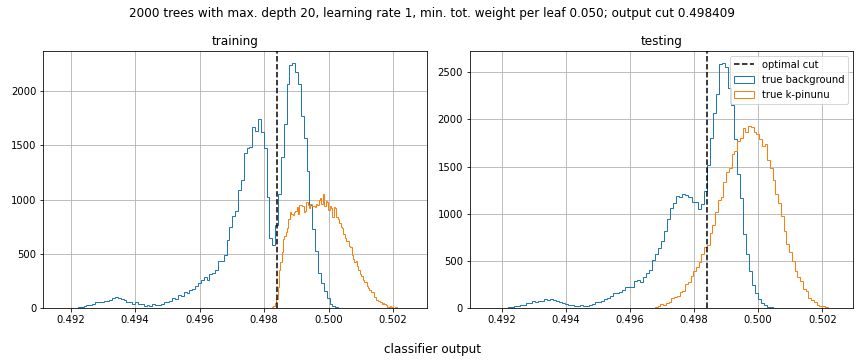 2000 trees with max. depth 20, learning rate 1, min. tot. weight per leaf 0.050; output cut 0.498409
training
testing
2000
1500
1000
500
0
0.492 0.494 0.496 0.498 0.500 0.502
2500
2000
1500
1000
500
0
0.492 0.494 0.496 0.498 0.500 0.502
optimal cut
true background
true k-pinunu
classifier output